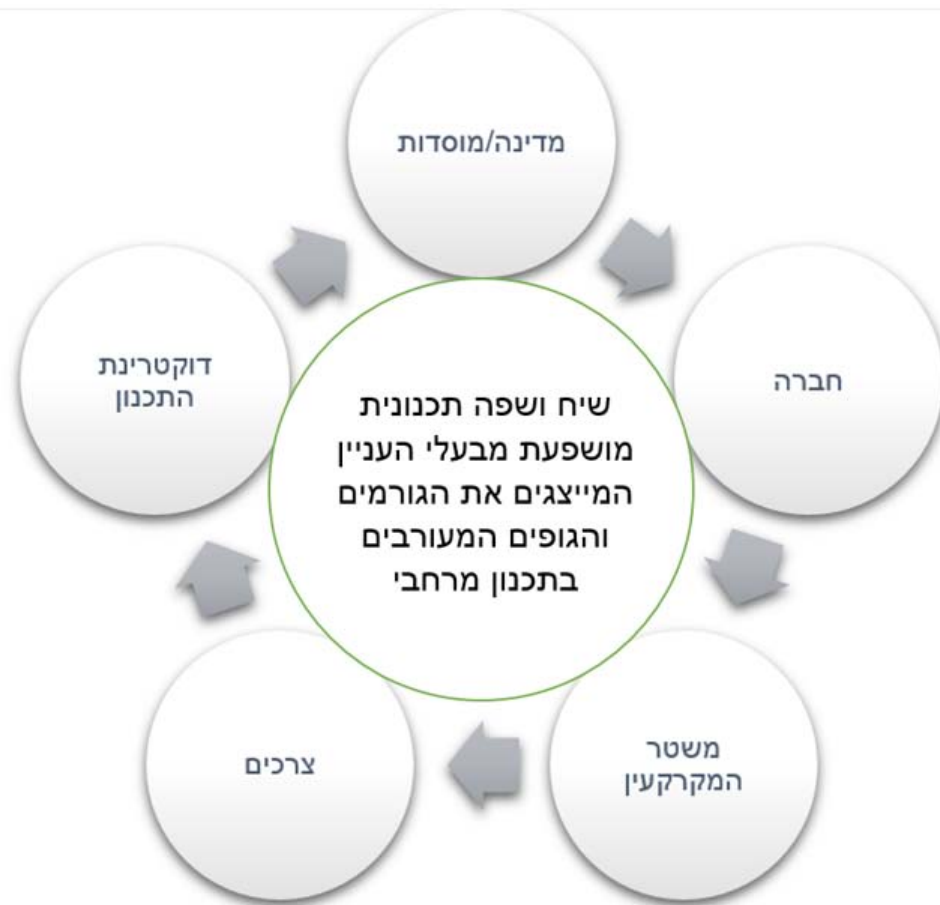 מדינה/מוסדות
חברה
משטר
המקרקעין
צרכים
דוקטרינת
התכנון
שיח ושפה תכנונית
מושפעת מבעלי העניין
המייצגים את הגורמים
והגופים המעורבים
בתכנון מרחבי